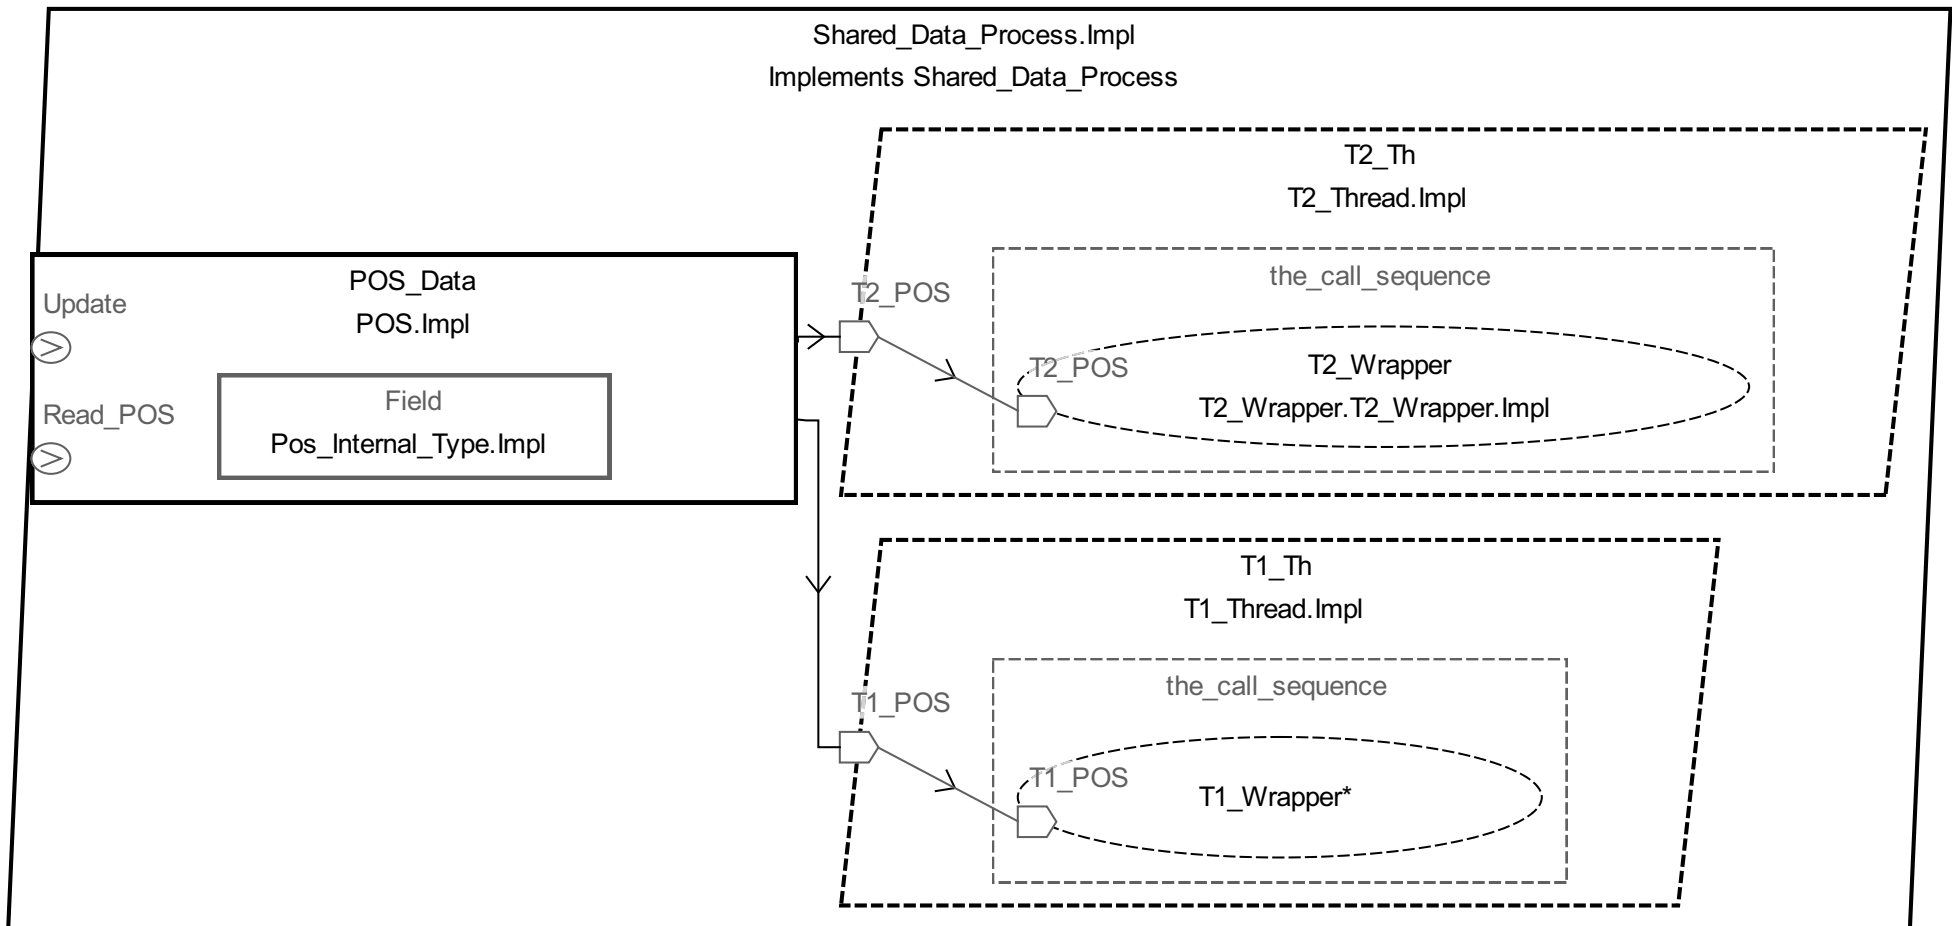 Shared_Data_Process.Impl
Implements Shared_Data_Process
T2_Th
T2_Thread.Impl
the_call_sequence
T2_POS
T2_POS
T2_Wrapper
T2_Wrapper.T2_Wrapper.Impl
POS_Data
POS.Impl
Update
Read_POS
Field
Pos_Internal_Type.Impl
T1_Th
T1_Thread.Impl
the_call_sequence
T1_POS
T1_POS
T1_Wrapper*